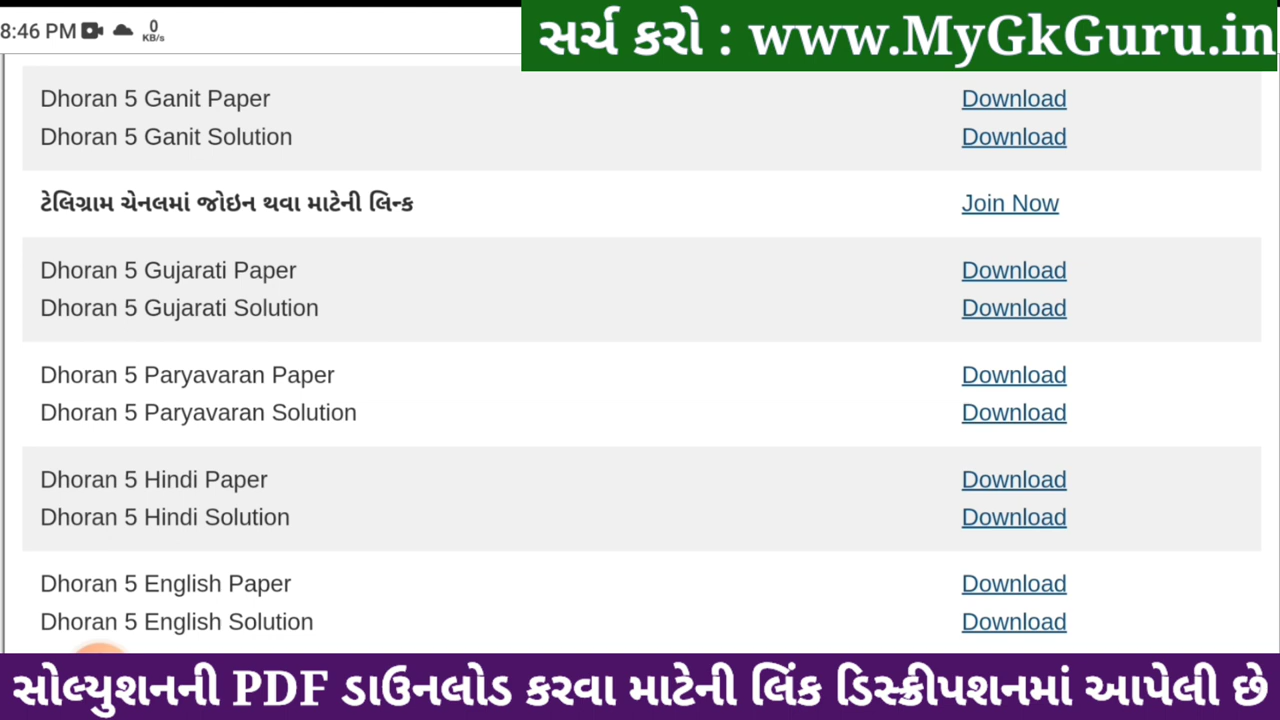 8:46 PM 0 KB/s
સર્ચ કરો : www.MyGkGuru.in
Dhoran 5 Ganit Paper Download
Dhoran 5 Ganit Solution Download
ટેલિગ્રામ ચેનલમાં જોઇન થવા માટેની લિન્ક Join Now
Dhoran 5 Gujarati Paper Download
Dhoran 5 Gujarati Solution Download
Dhoran 5 Paryavaran Paper Download
Dhoran 5 Paryavaran Solution Download
Dhoran 5 Hindi Paper Download
Dhoran 5 Hindi Solution Download
Dhoran 5 English Paper Download
Dhoran 5 English Solution Download
સોલ્યુશનની PDF ડાઉનલોડ કરવા માટેની લિંક ડિસ્ક્રીપશનમાં આપેલી છે